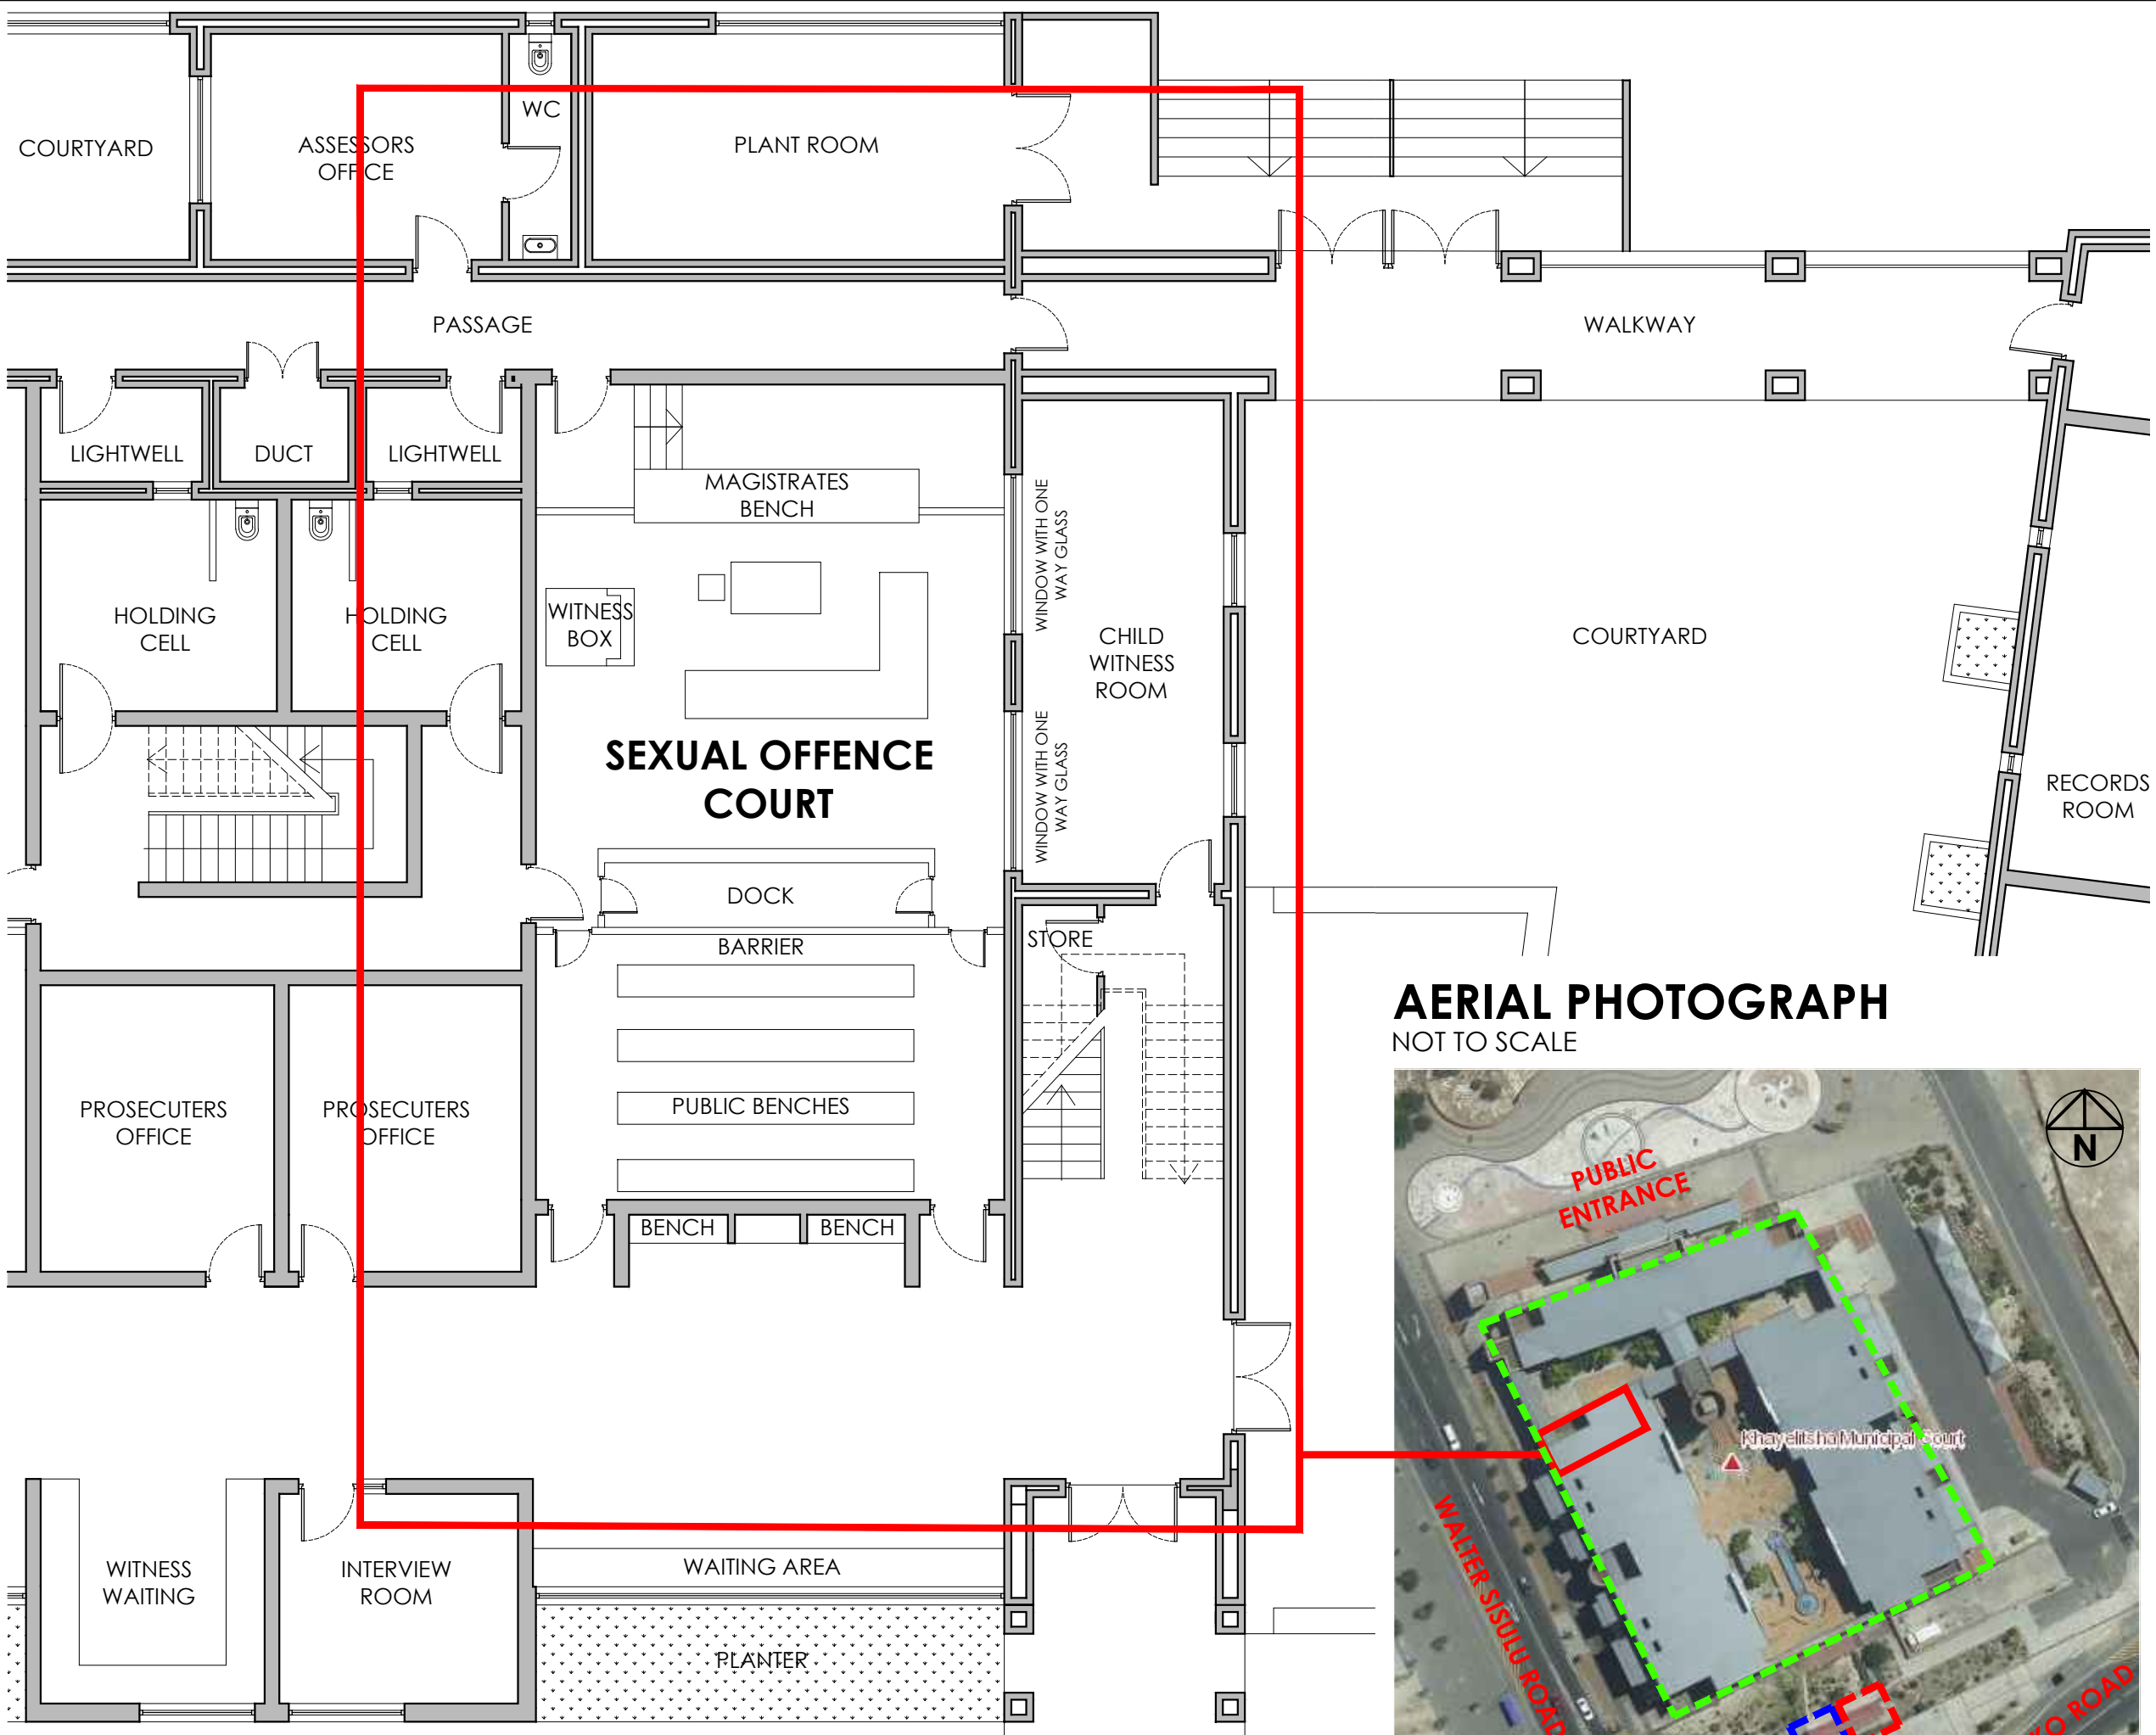 WC
COURTYARD
ASSESSORS
OFFICE
PLANT ROOM
PASSAGE
WALKWAY
LIGHTWELL
DUCT
LIGHTWELL
MAGISTRATES
BENCH
WINDOW WITH ONE
WAY GLASS
HOLDING
CELL
HOLDING
CELL
WITNESS
BOX
CHILD
WITNESS
ROOM
COURTYARD
SEXUAL OFFENCE
COURT
WINDOW WITH ONE
WAY GLASS
RECORDS
ROOM
DOCK
BARRIER
STORE
PROSECUTERS
OFFICE
PROSECUTERS
OFFICE
PUBLIC BENCHES
BENCH
BENCH
WITNESS
WAITING
INTERVIEW
ROOM
WAITING AREA
PLANTER
AERIAL PHOTOGRAPH
NOT TO SCALE
N
PUBLIC
ENTRANCE
Khayelitsha Municipal Court
WALTER SISULU ROAD
KO ROAD